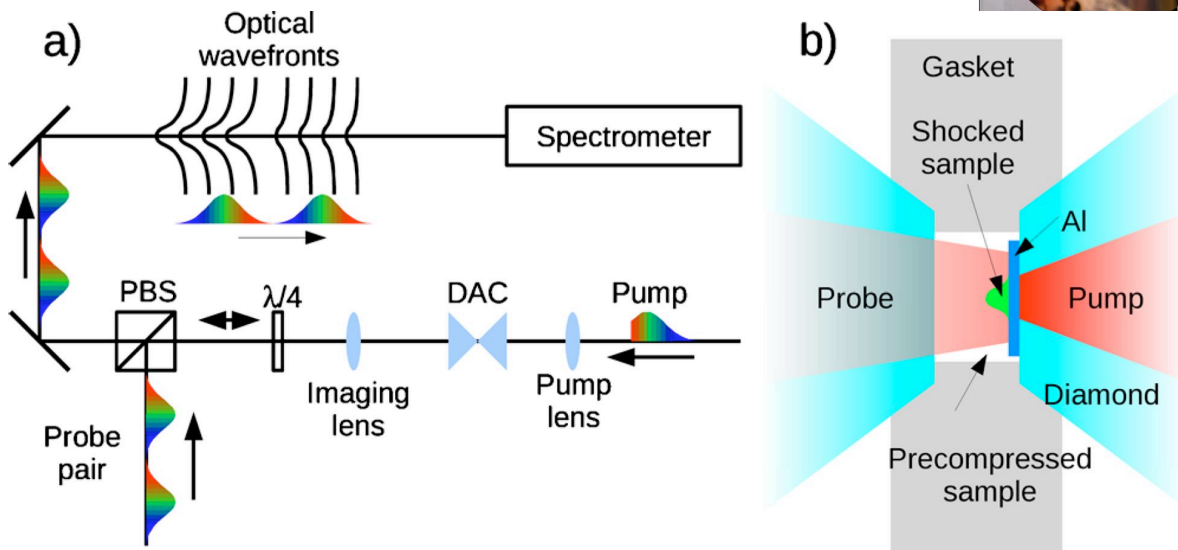 a)
Optical
wavefronts
Spectrometer
PBS
λ/4
DAC
Pump
Imaging
lens
Pump
lens
Probe
pair
b)
Gasket
Shocked
sample
Al
Probe
Pump
Diamond
Precompressed
sample